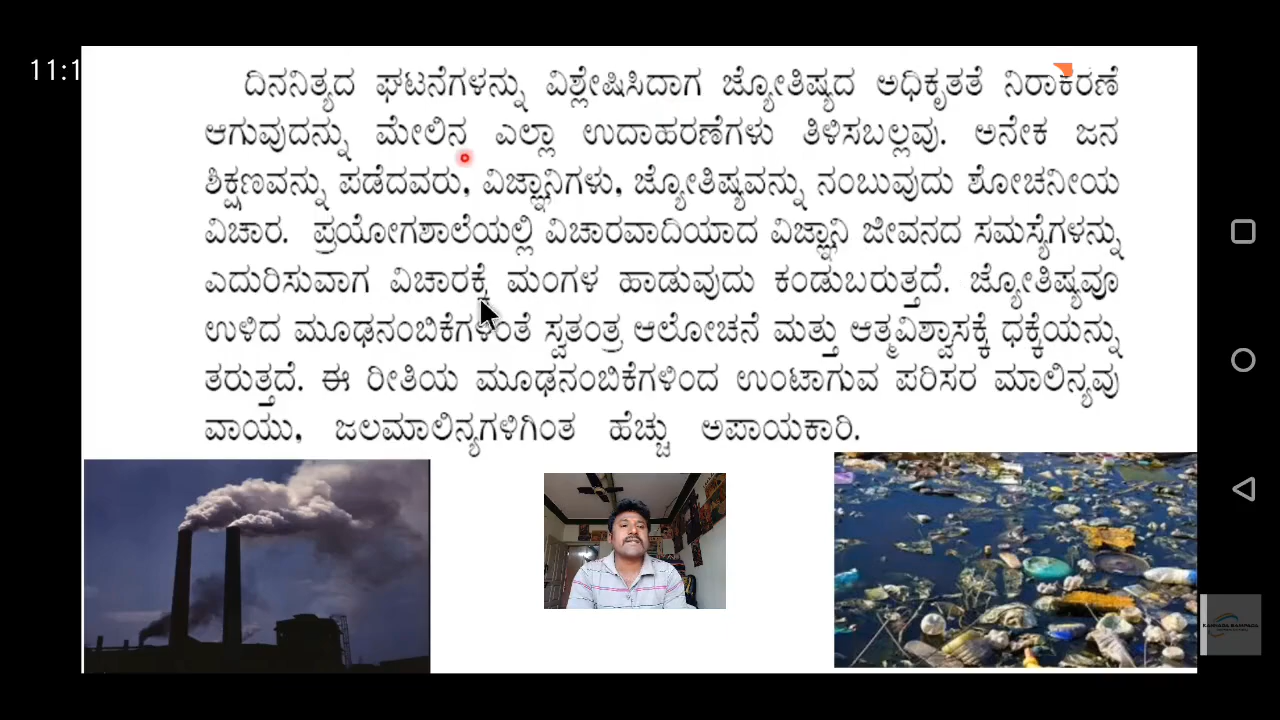 11:1
ದಿನನಿತ್ಯದ ಘಟನೆಗಳನ್ನು ವಿಶ್ಲೇಷಿಸಿದಾಗ ಜ್ಯೋತಿಷ್ಯದ ಅಧಿಕೃತತೆ ನಿರಾಕರಣೆ
ಆಗುವುದನ್ನು ಮೇಲಿನ ಎಲ್ಲಾ ಉದಾಹರಣೆಗಳು ತಿಳಿಸಬಲ್ಲವು. ಅನೇಕ ಜನ
ಶಿಕ್ಷಣವನ್ನು ಪಡೆದವರು, ವಿಜ್ಞಾನಿಗಳು, ಜ್ಯೋತಿಷ್ಯವನ್ನು ನಂಬುವುದು ಶೋಚನೀಯ
ವಿಚಾರ. ಪ್ರಯೋಗಶಾಲೆಯಲ್ಲಿ ವಿಚಾರವಾದಿಯಾದ ವಿಜ್ಞಾನಿ ಜೀವನದ ಸಮಸ್ಯೆಗಳನ್ನು
ಎದುರಿಸುವಾಗ ವಿಚಾರಕ್ಕೆ ಮಂಗಳ ಹಾಡುವುದು ಕಂಡುಬರುತ್ತದೆ. ಜ್ಯೋತಿಷ್ಯವೂ
ಉಳಿದ ಮೂಢನಂಬಿಕೆಗಳಂತೆ ಸ್ವತಂತ್ರ ಆಲೋಚನೆ ಮತ್ತು ಆತ್ಮವಿಶ್ವಾಸಕ್ಕೆ ಧಕ್ಕೆಯನ್ನು
ತರುತ್ತದೆ. ಈ ರೀತಿಯ ಮೂಢನಂಬಿಕೆಗಳಿಂದ ಉಂಟಾಗುವ ಪರಿಸರ ಮಾಲಿನ್ಯವು
ವಾಯು, ಜಲಮಾಲಿನ್ಯಗಳಿಗಿಂತ ಹೆಚ್ಚು ಅಪಾಯಕಾರಿ.
KANNADA SAMPADA